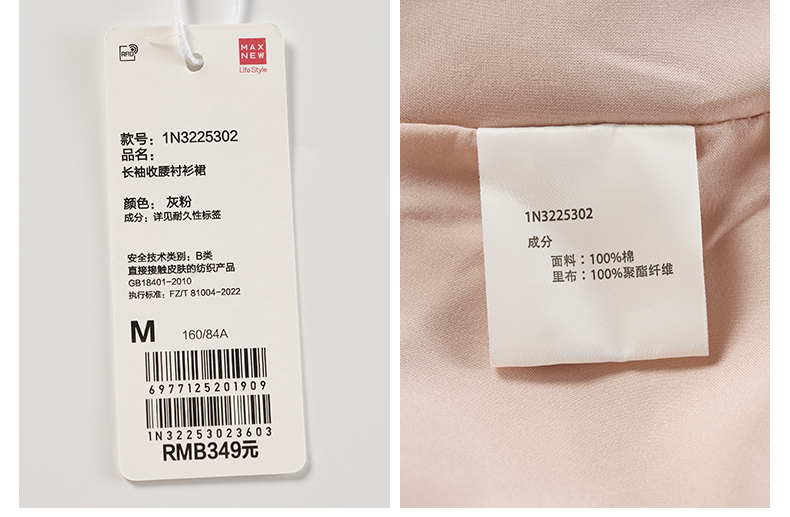 RFID
MAX
NEW
Life Style
款号：1N3225302
品名：
长袖收腰衬衫裙
颜色：灰粉
成分：详见耐久性标签
安全技术类别：B类
直接接触皮肤的纺织产品
GB18401-2010
执行标准：FZ/T 81004-2022
M 160/84A
6977125201909
1N32253023603
RMB349元
1N3225302
成分
面料：100%棉
里布：100%聚酯纤维